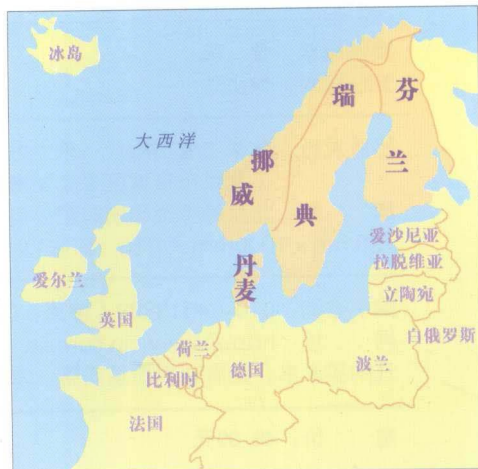 冰岛
瑞典
芬兰
大西洋
挪威
丹麦
爱沙尼亚
拉脱维亚
立陶宛
白俄罗斯
爱尔兰
英国
荷兰
比利时
德国
波兰
法国